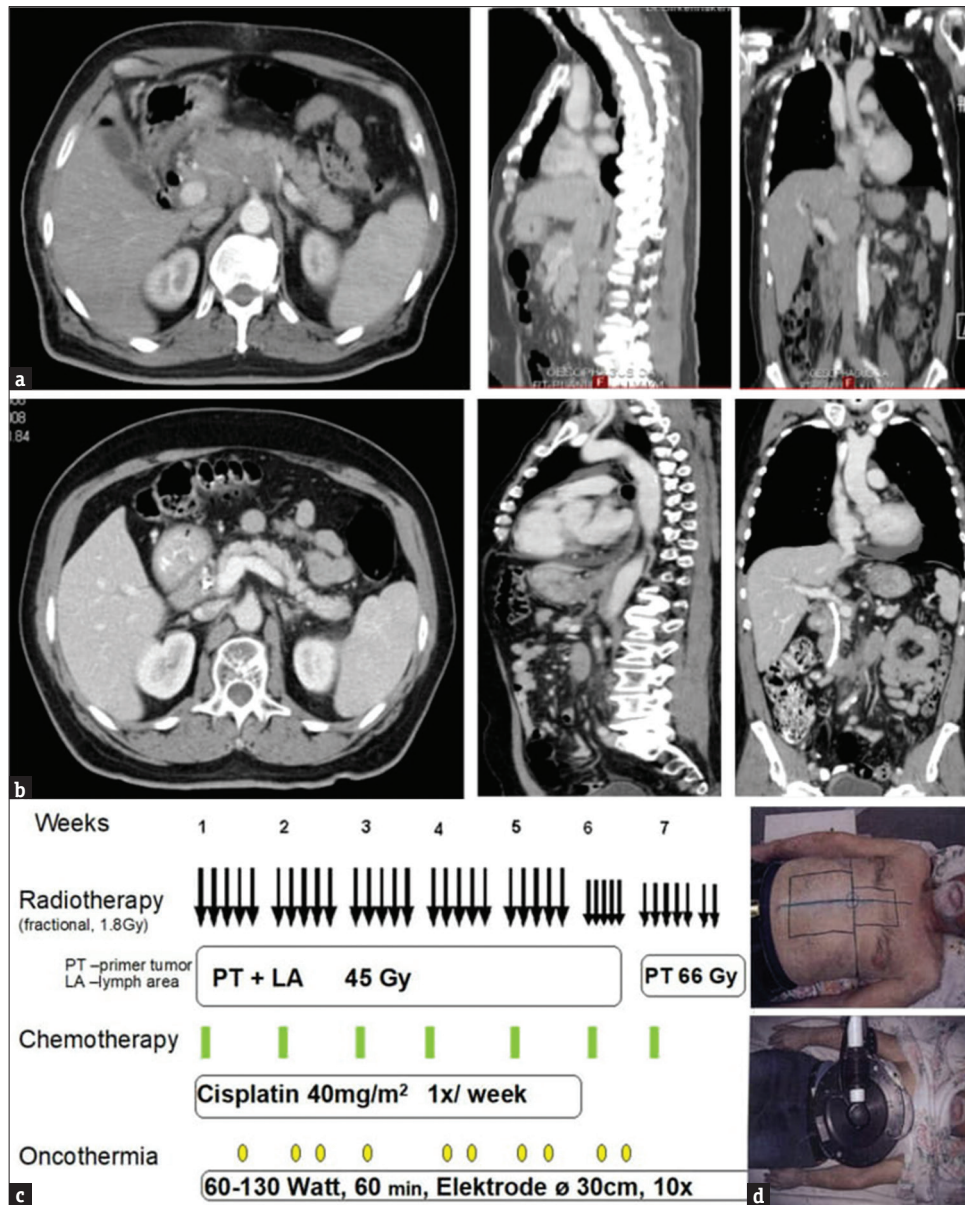 a
008
1.84
b
Weeks 1 2 3 4 5 6 7
Radiotherapy
(fractional, 1.8Gy)
PT –primer tumor
LA –lymph area
PT + LA 45 Gy
PT 66 Gy
Chemotherapy
Cisplatin 40mg/m² 1x/ week
Oncothermia
60-130 Watt, 60 min, Elektrode ø 30cm, 10x
c
d
F
F